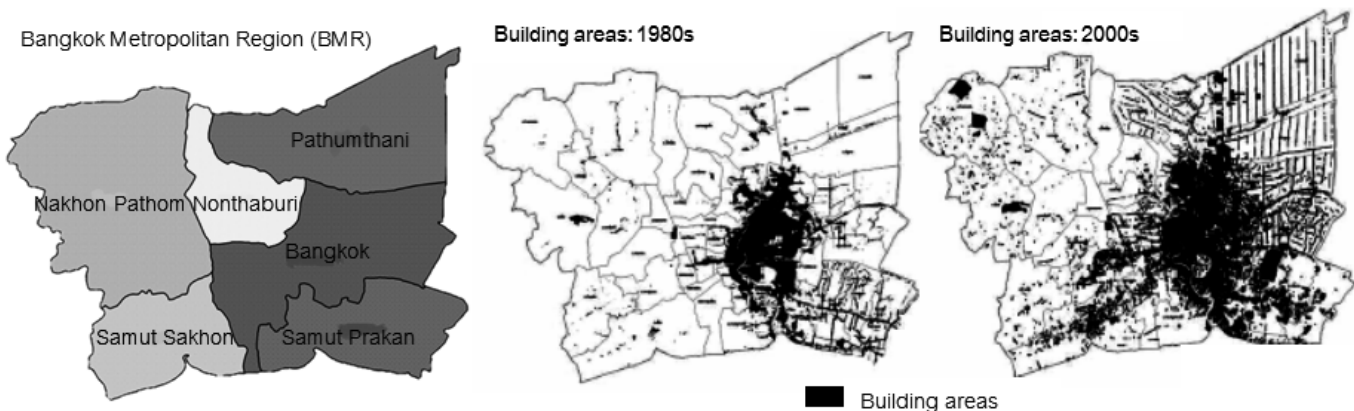 Bangkok Metropolitan Region (BMR)
Building areas: 1980s
Building areas: 2000s
Pathumthani
Nakhon Pathom
Nonthaburi
Bangkok
Samut Sakhon
Samut Prakan
Building areas